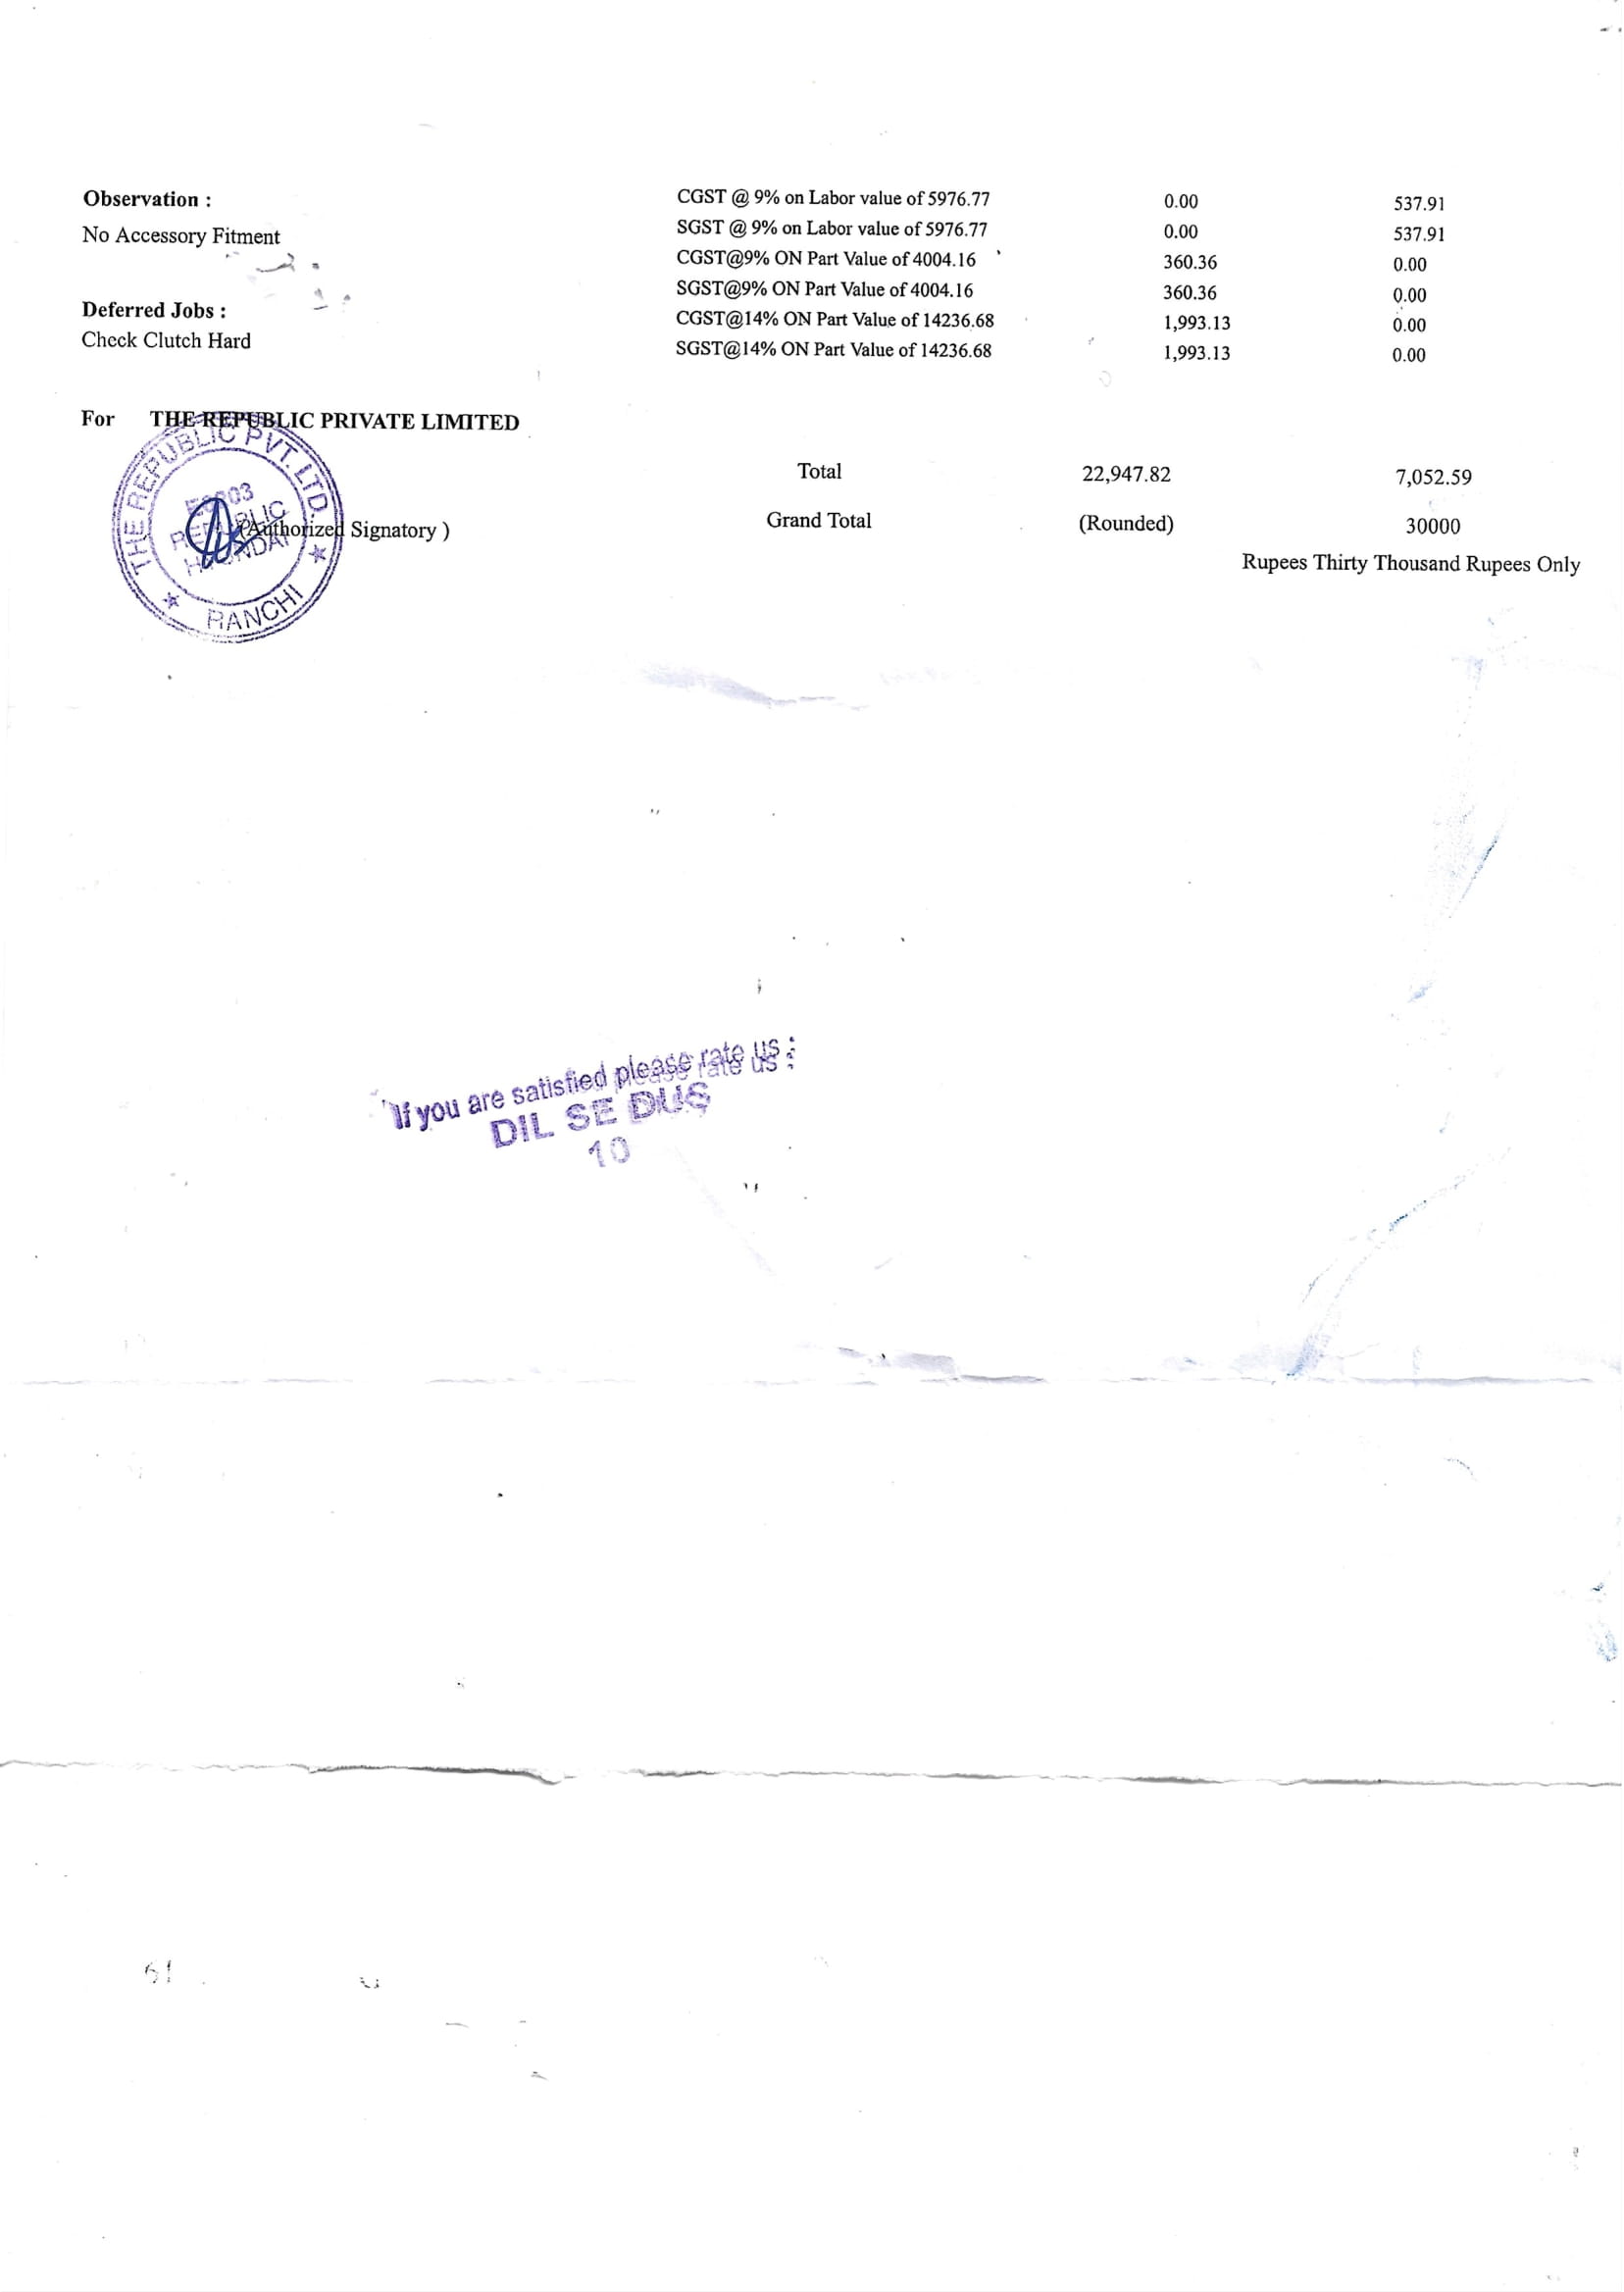 Observation :
No Accessory Fitment
Deferred Jobs :
Check Clutch Hard
CGST @ 9% on Labor value of 5976.77 0.00 537.91
SGST @ 9% on Labor value of 5976.77 0.00 537.91
CGST@9% ON Part Value of 4004.16 360.36 0.00
SGST@9% ON Part Value of 4004.16 360.36 0.00
CGST@14% ON Part Value of 14236.68 1,993.13 0.00
SGST@14% ON Part Value of 14236.68 1,993.13 0.00
For THE REPUBLIC PRIVATE LIMITED
THE REPUBLIC PVT. LTD.
REPUBLIC
HYUNDAI
RANCHI
(Authorized Signatory )
Total 22,947.82 7,052.59
Grand Total (Rounded) 30000
Rupees Thirty Thousand Rupees Only
If you are satisfied please rate us :
DIL SE DUS
10